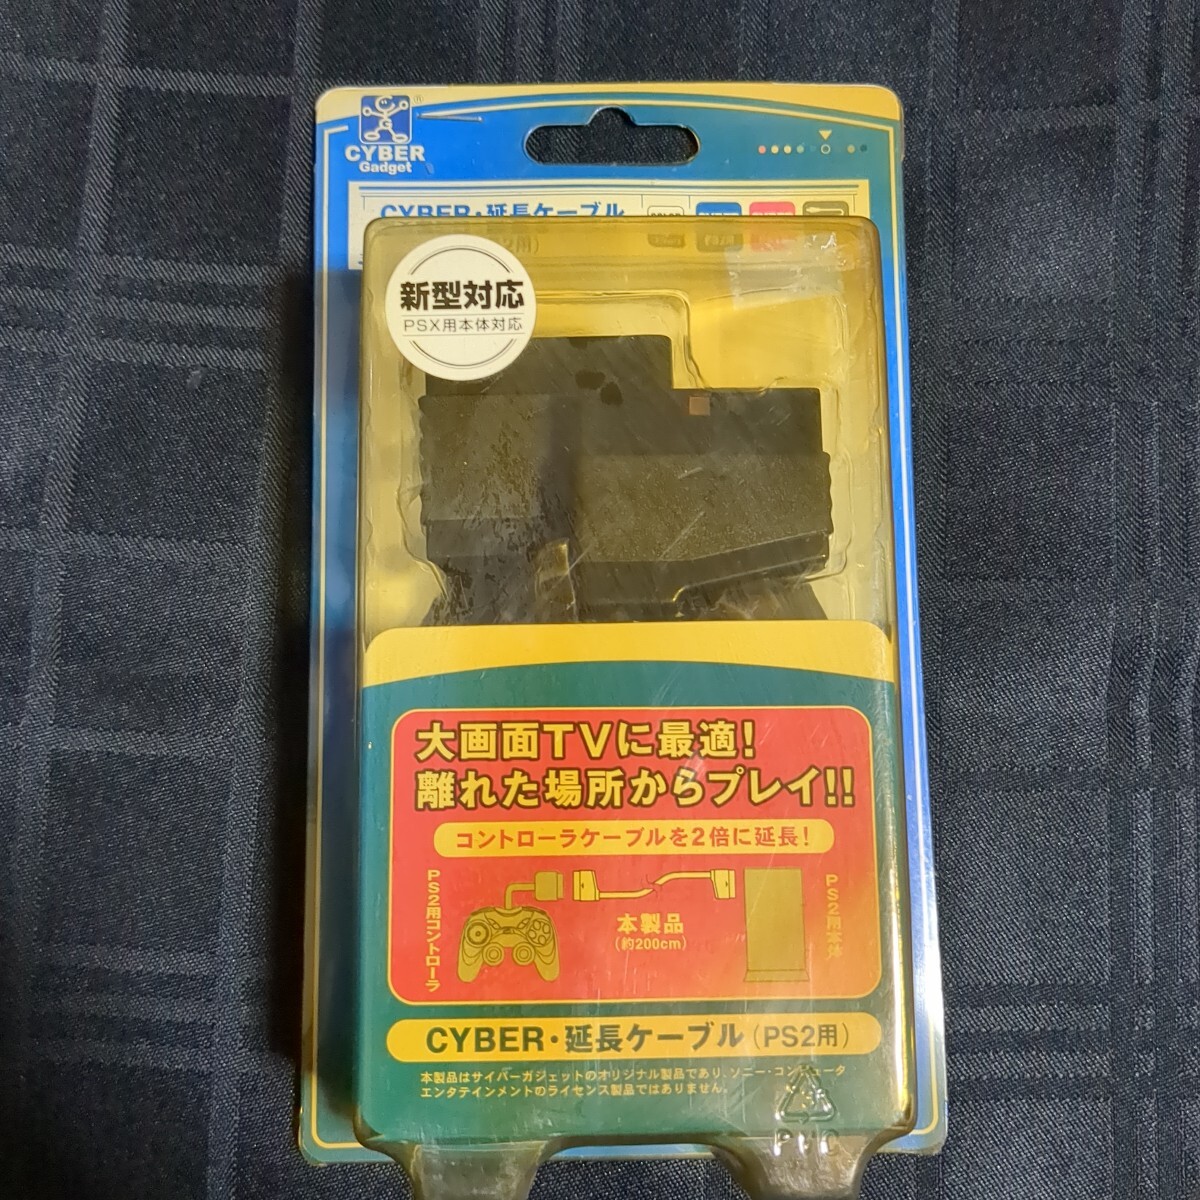 CYBER
Gadget
CYBER・延長ケーブル
2用)
新型対応
PSX用本体対応
大画面TVに最適!
離れた場所からプレイ!!
コントローラケーブルを2倍に延長!
PS2用コントローラ
本製品
(約200cm)
PS2用本体
CYBER・延長ケーブル(PS2用)
本製品はサイバーガジェットのオリジナル製品であり、ソニー・コンピュータ
エンタテインメントのライセンス製品ではありません。